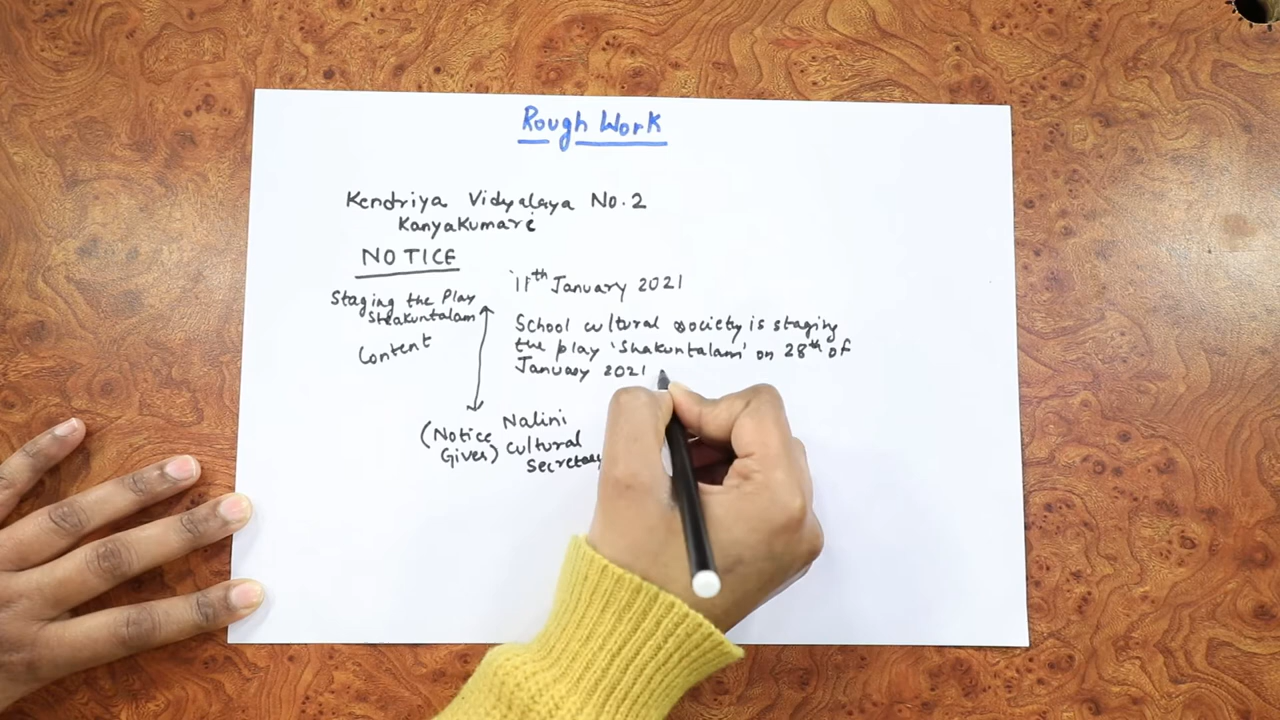 Rough Work
Kendriya Vidyalaya No. 2
Kanyakumari
NOTICE
11th January 2021
Staging the Play
Shakuntalam
Content
School cultural society is staging
the play 'Shakuntalam' on 28th of
January 2021
(Notice
Giver)
Nalini
Cultural
Secretary